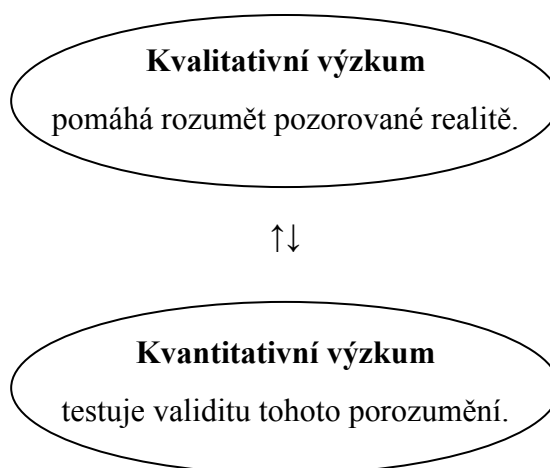 Kvalitativní výzkum
pomáhá rozumět pozorované realitě.
↑↓
Kvantitativní výzkum
testuje validitu tohoto porozumění.